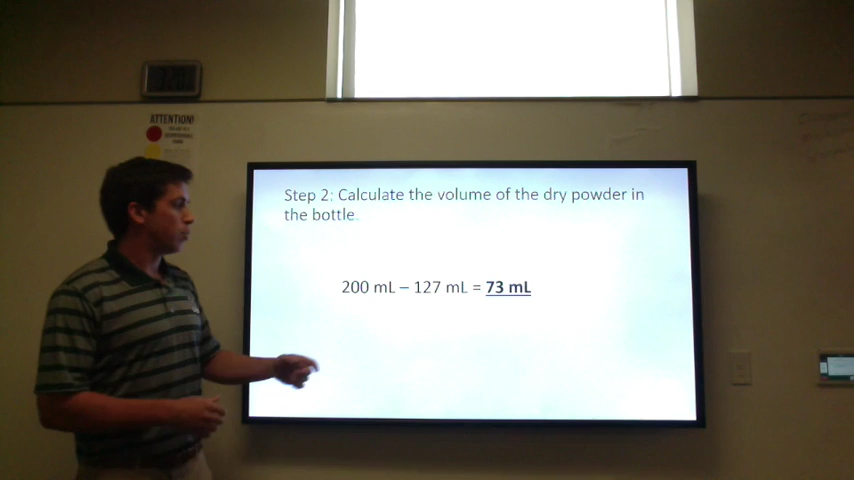 ATTENTION!
Step 2: Calculate the volume of the dry powder in
the bottle.
200 mL – 127 mL = 73 mL